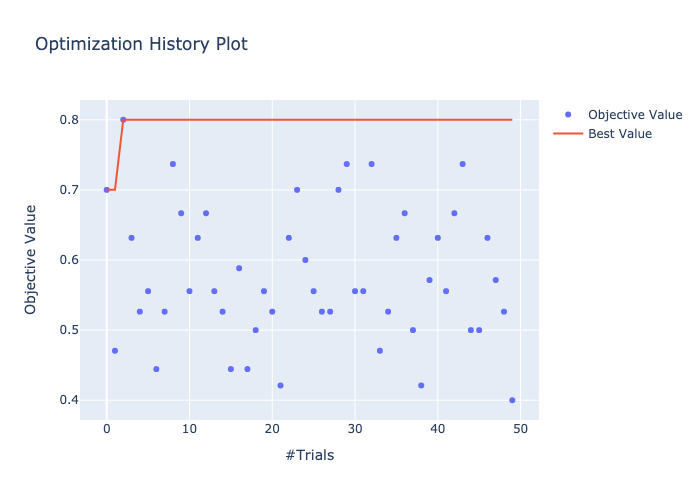 Optimization History Plot
Objective Value
Best Value
0.8
0.7
0.6
0.5
0.4
Objective Value
0 10 20 30 40 50
#Trials